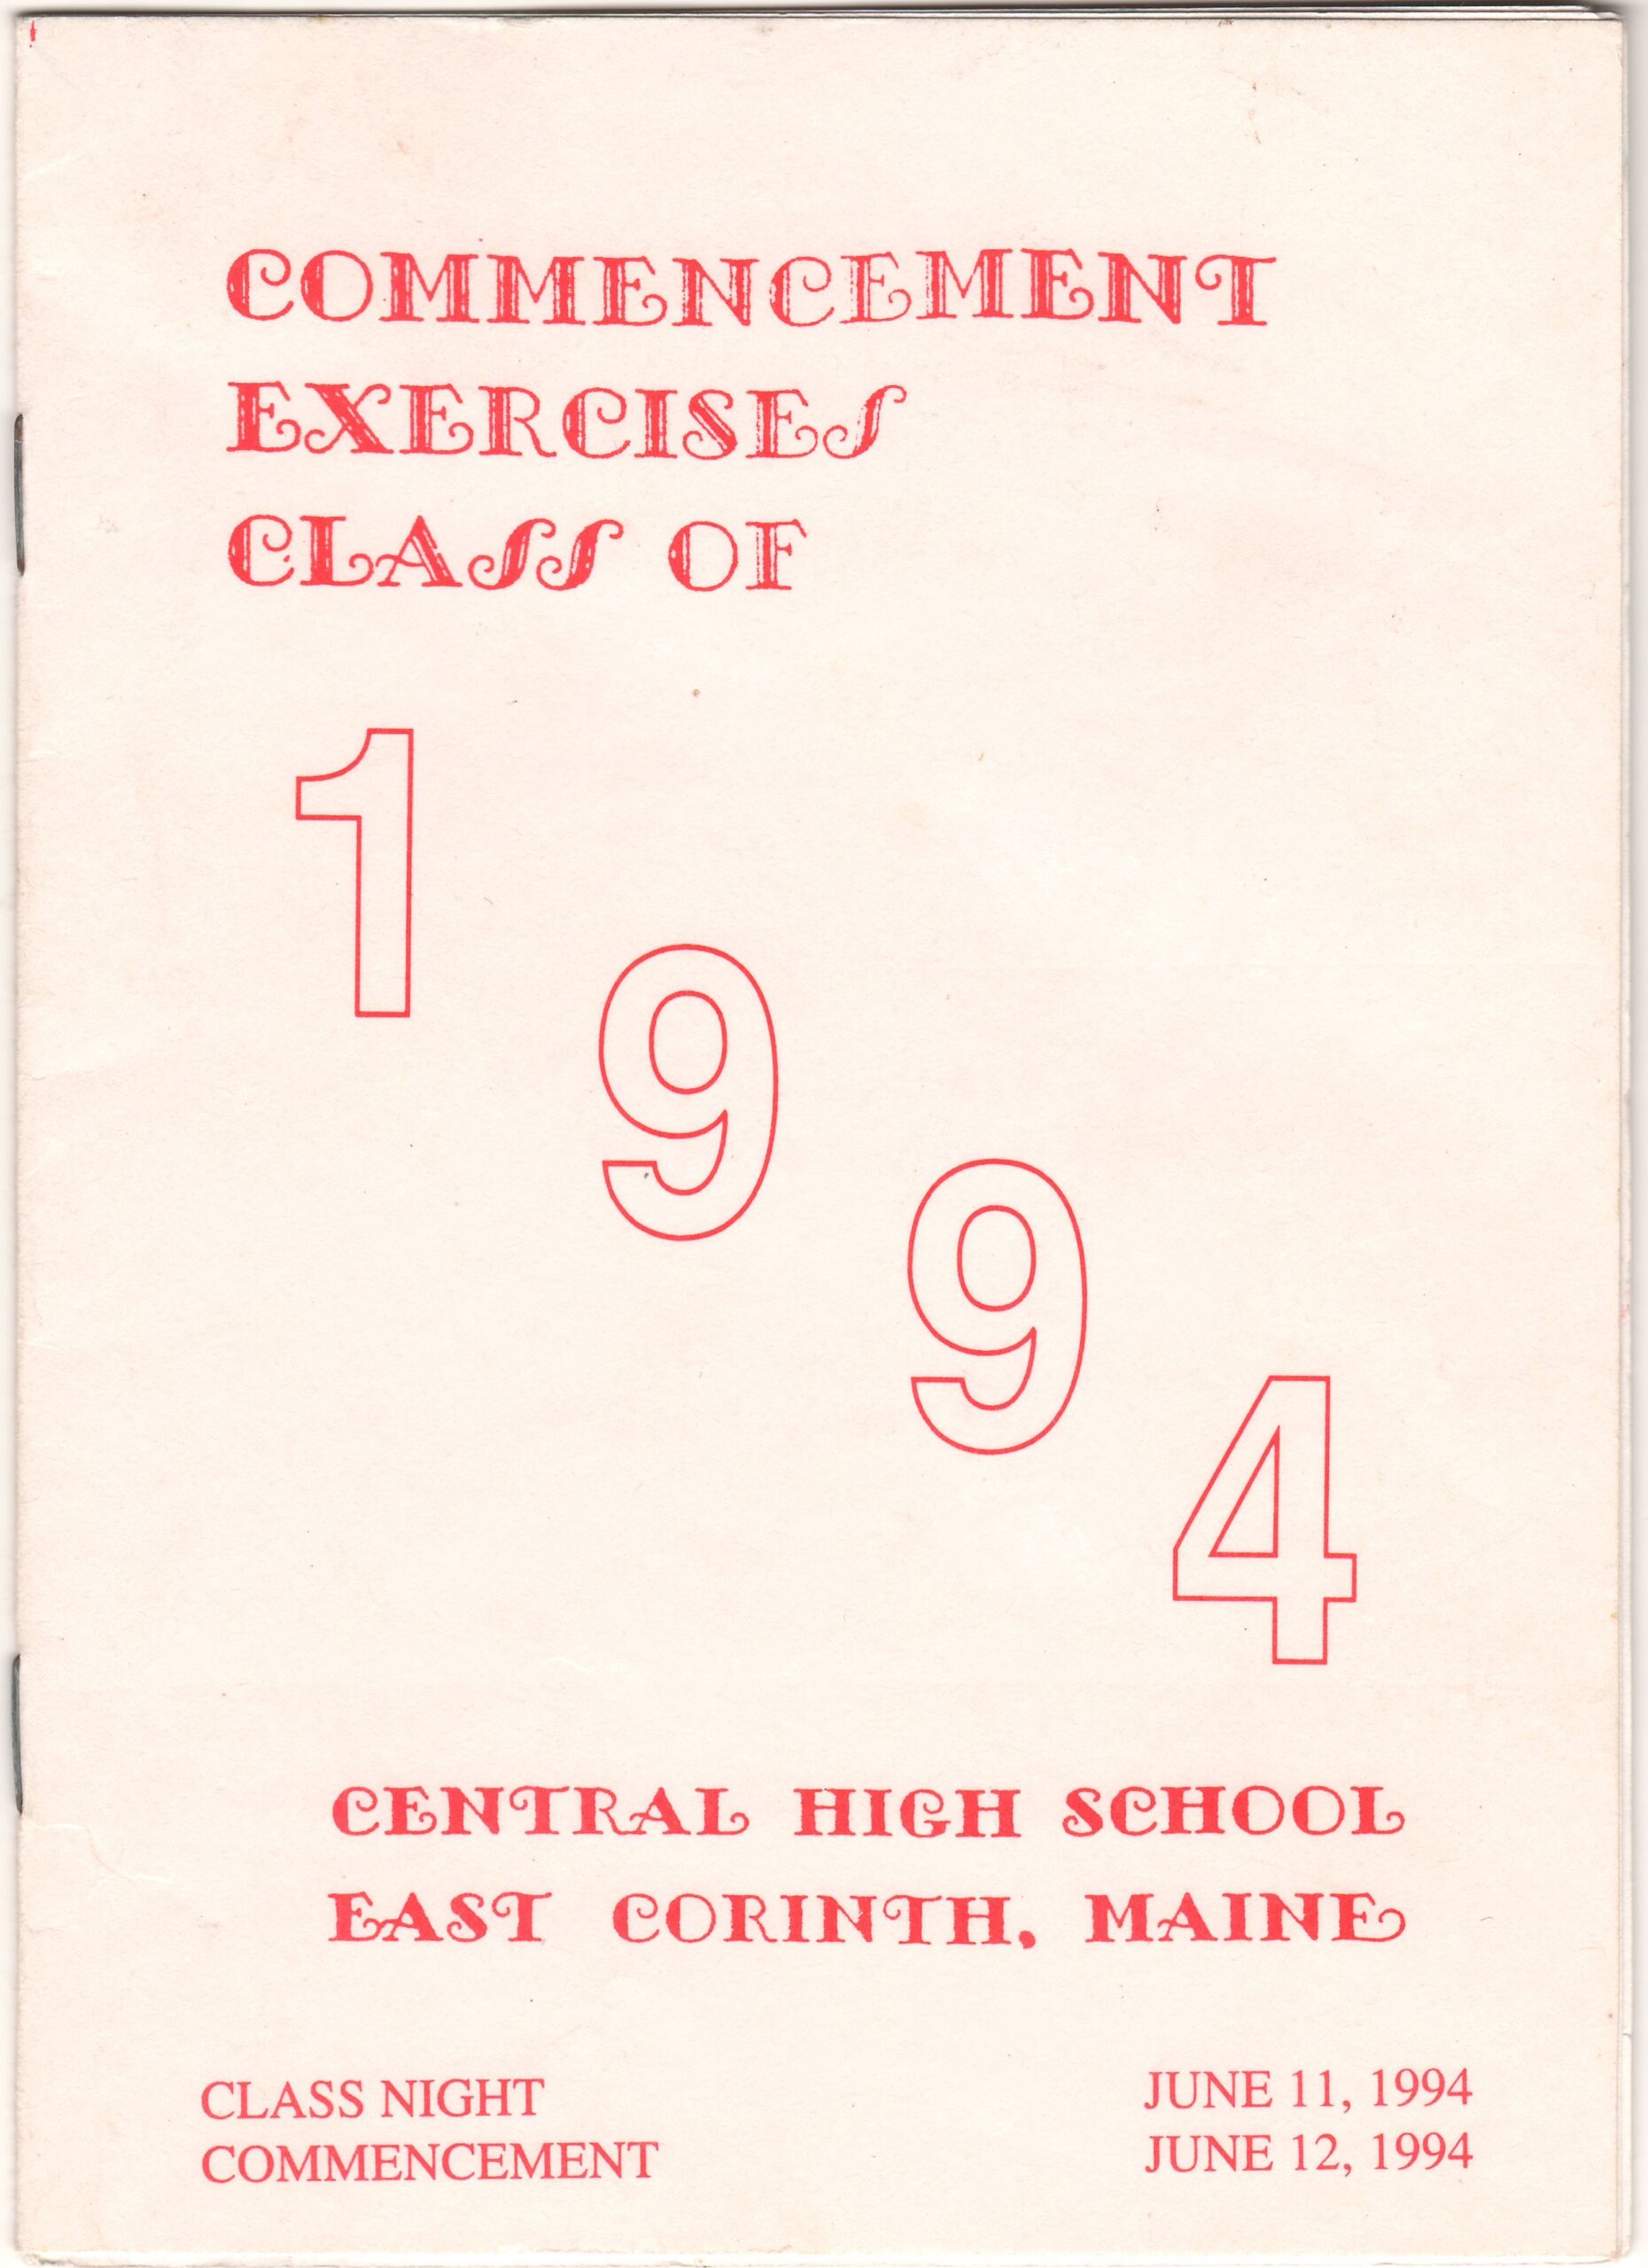 COMMENCEMENT
EXERCISES
CLASS OF
1
9
9
4
CENTRAL HIGH SCHOOL
EAST CORINTH, MAINE
CLASS NIGHT JUNE 11, 1994
COMMENCEMENT JUNE 12, 1994